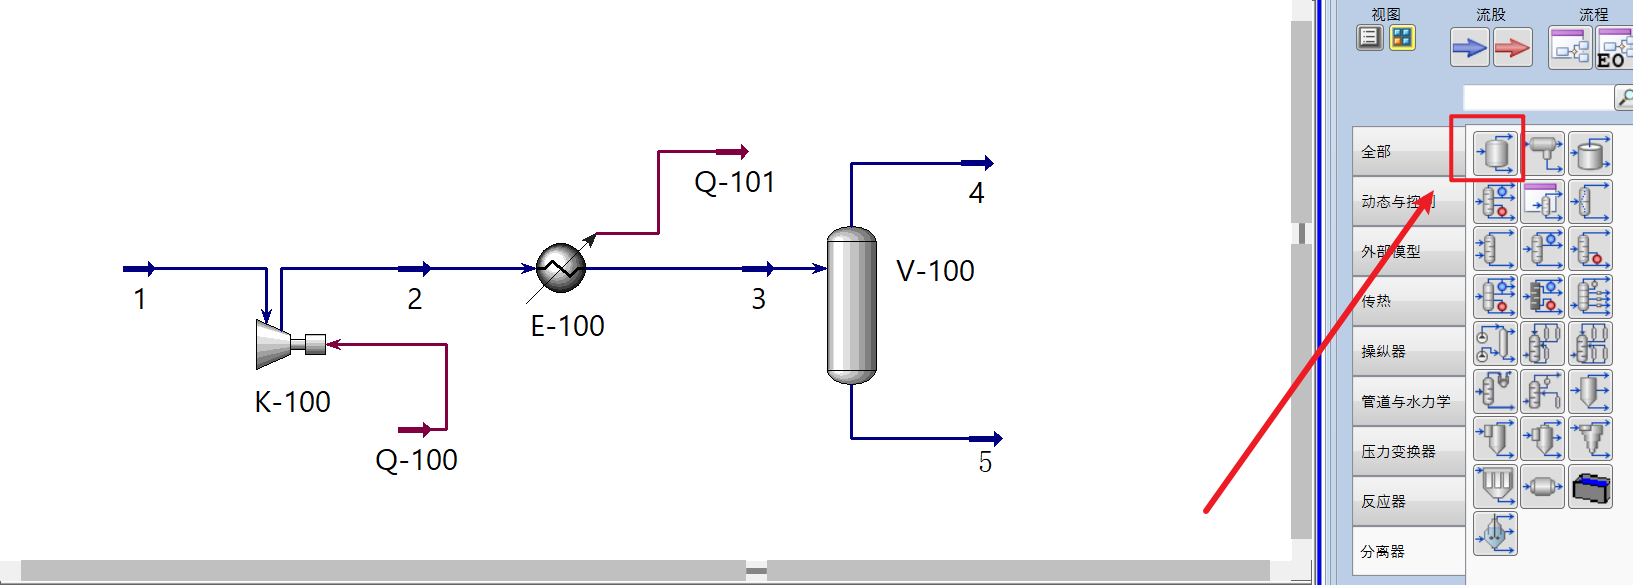 视图
流股
流程
EO
全部
动态与控制
外部模型
传热
操纵器
管道与水力学
压力变换器
反应器
分离器
Q-101
4
1
2
3
V-100
E-100
K-100
Q-100
5